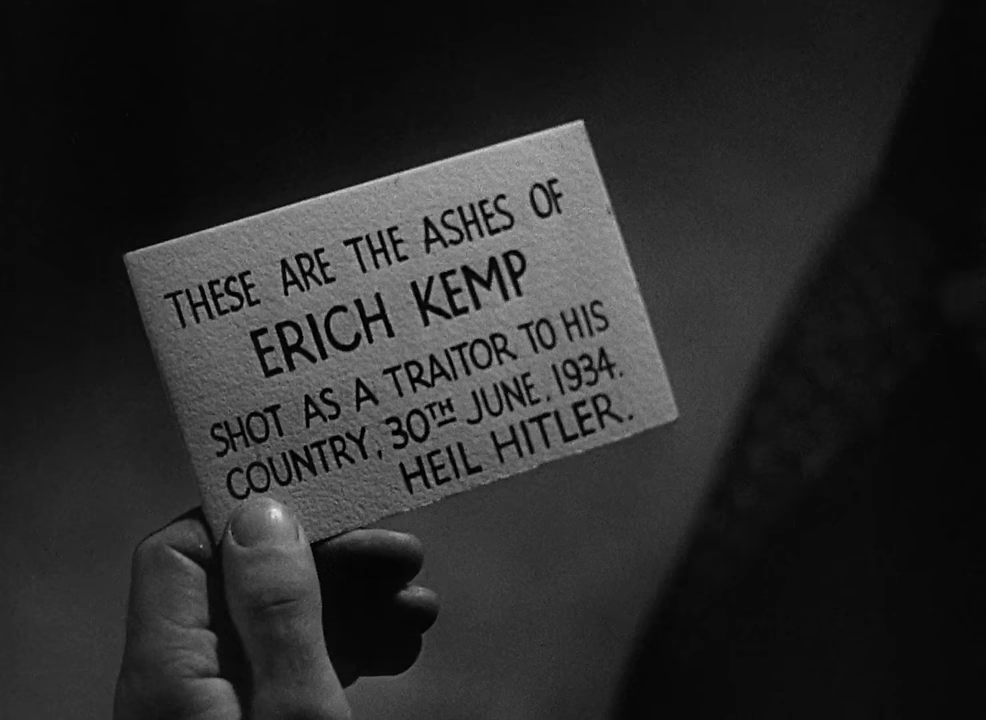 THESE ARE THE ASHES OF
ERICH KEMP
SHOT AS A TRAITOR TO HIS
COUNTRY, 30TH JUNE. 1934.
HEIL HITLER.